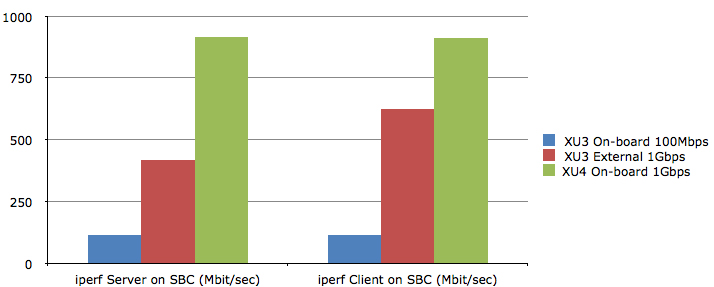 1000
750
500
250
0
iperf Server on SBC (Mbit/sec)
iperf Client on SBC (Mbit/sec)
XU3 On-board 100Mbps
XU3 External 1Gbps
XU4 On-board 1Gbps